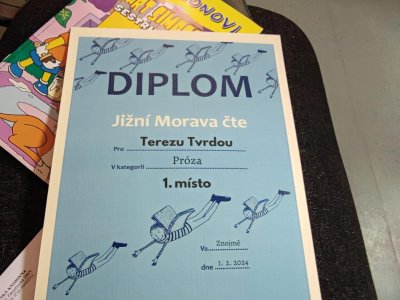 DIPLOM
Jižní Morava čte
Pro Terezu Tvrdou
V kategorii Próza
1. místo
Ve Znojmě
dne 1. 2. 2024